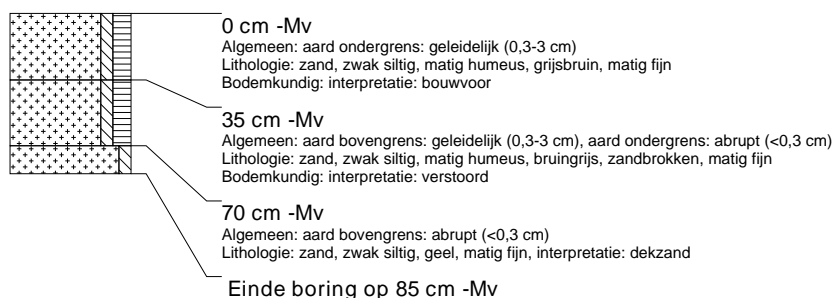 0 cm -Mv
Algemeen: aard ondergrens: geleidelijk (0,3-3 cm)
Lithologie: zand, zwak siltig, matig humeus, grijsbruin, matig fijn
Bodemkundig: interpretatie: bouwvoor
35 cm -Mv
Algemeen: aard bovengrens: geleidelijk (0,3-3 cm), aard ondergrens: abrupt (<0,3 cm)
Lithologie: zand, zwak siltig, matig humeus, bruingrijs, zandbrokken, matig fijn
Bodemkundig: interpretatie: verstoord
70 cm -Mv
Algemeen: aard bovengrens: abrupt (<0,3 cm)
Lithologie: zand, zwak siltig, geel, matig fijn, interpretatie: dekzand
Einde boring op 85 cm -Mv